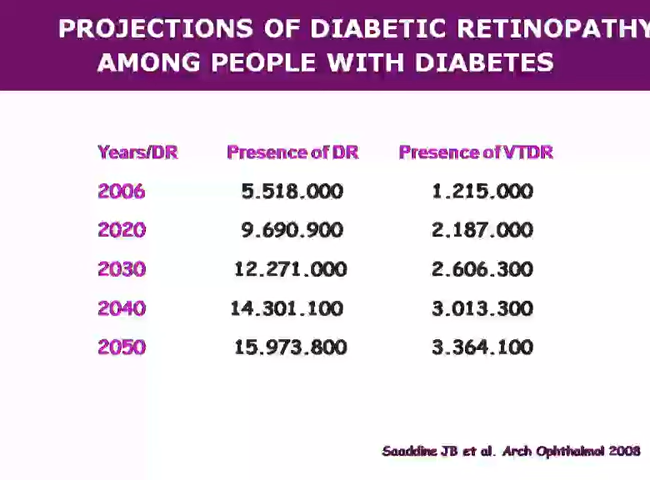 PROJECTIONS OF DIABETIC RETINOPATHY
AMONG PEOPLE WITH DIABETES
Years/DR Presence of DR Presence of VTDR
2006 5.518.000 1.215.000
2020 9.690.900 2.187.000
2030 12.271.000 2.606.300
2040 14.301.100 3.013.300
2050 15.973.800 3.364.100
Saaddine JB et al. Arch Ophthalmol 2008